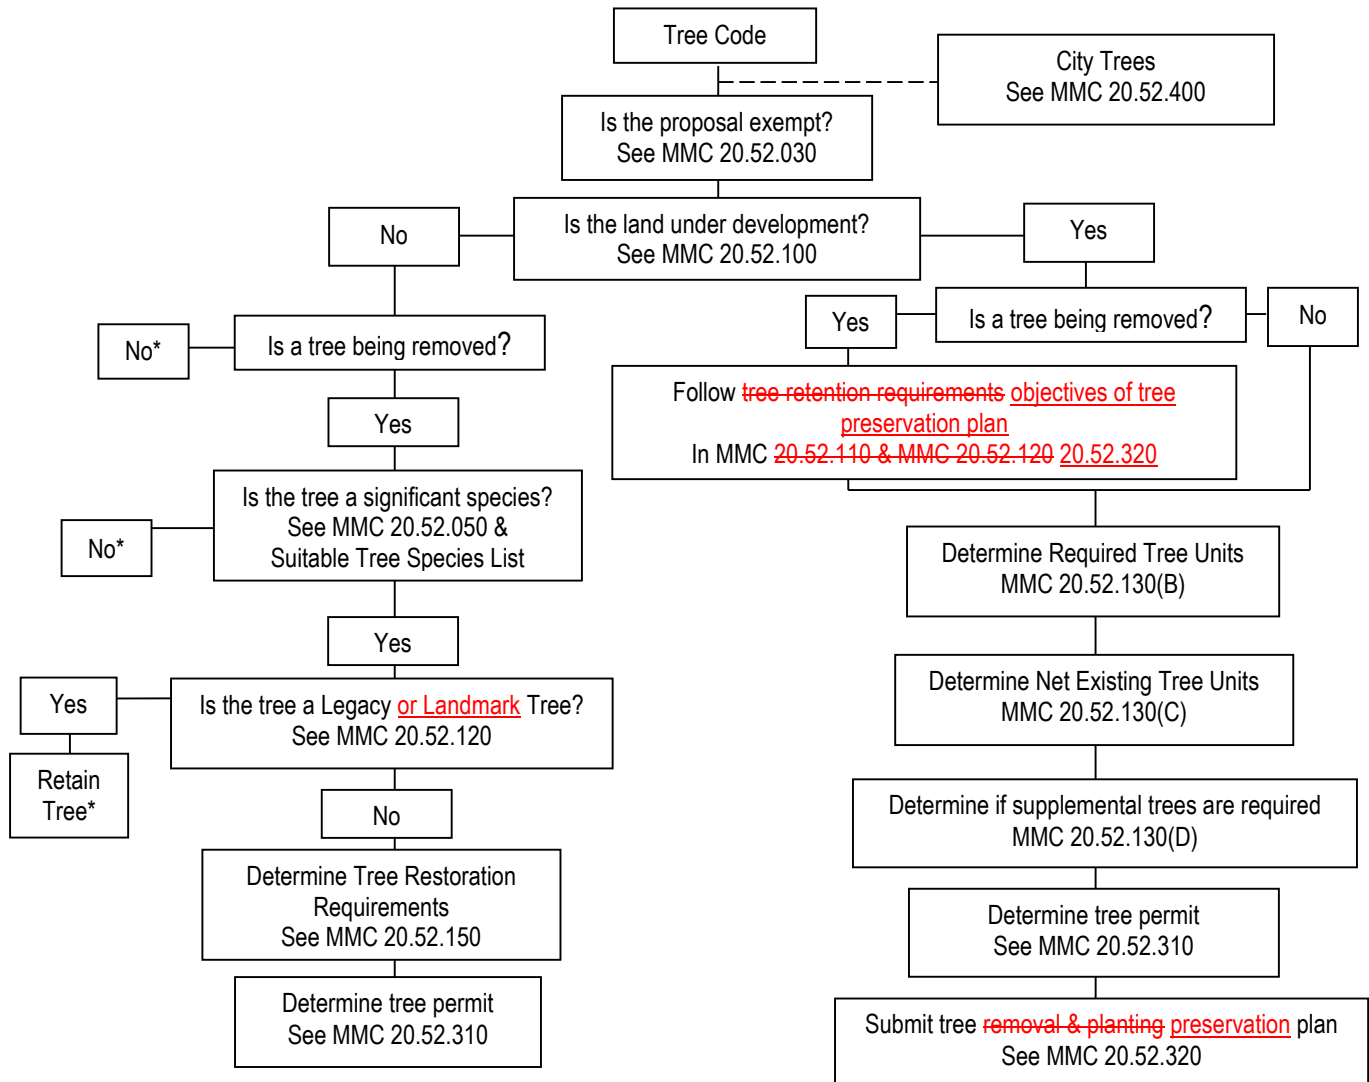 Tree Code
City Trees
See MMC 20.52.400
Is the proposal exempt?
See MMC 20.52.030
Is the land under development?
See MMC 20.52.100
No
Yes
Is a tree being removed?
No*
Yes
Is a tree being removed?
No
Yes
Follow tree retention requirements objectives of tree
preservation plan
In MMC 20.52.110 & MMC 20.52.120 20.52.320
Is the tree a significant species?
See MMC 20.52.050 &
Suitable Tree Species List
No*
Determine Required Tree Units
MMC 20.52.130(B)
Yes
Determine Net Existing Tree Units
MMC 20.52.130(C)
Yes
Is the tree a Legacy or Landmark Tree?
See MMC 20.52.120
Retain
Tree*
No
Determine if supplemental trees are required
MMC 20.52.130(D)
Determine Tree Restoration
Requirements
See MMC 20.52.150
Determine tree permit
See MMC 20.52.310
Determine tree permit
See MMC 20.52.310
Submit tree removal & planting preservation plan
See MMC 20.52.320